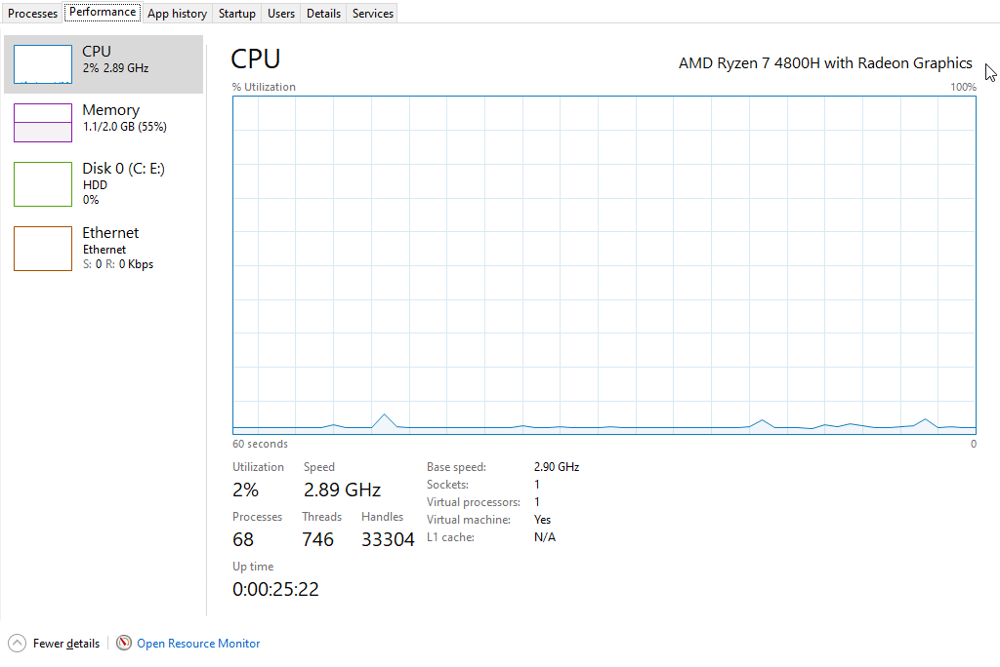 Processes Performance App history Startup Users Details Services
CPU
2% 2.89 GHz
Memory
1.1/2.0 GB (55%)
Disk 0 (C: E:)
HDD
0%
Ethernet
Ethernet
S: 0 R: 0 Kbps
CPU
AMD Ryzen 7 4800H with Radeon Graphics
% Utilization 100%
60 seconds 0
Utilization Speed
2% 2.89 GHz
Processes Threads Handles
68 746 33304
Up time
0:00:25:22
Base speed: 2.90 GHz
Sockets: 1
Virtual processors: 1
Virtual machine: Yes
L1 cache: N/A
Fewer details Open Resource Monitor